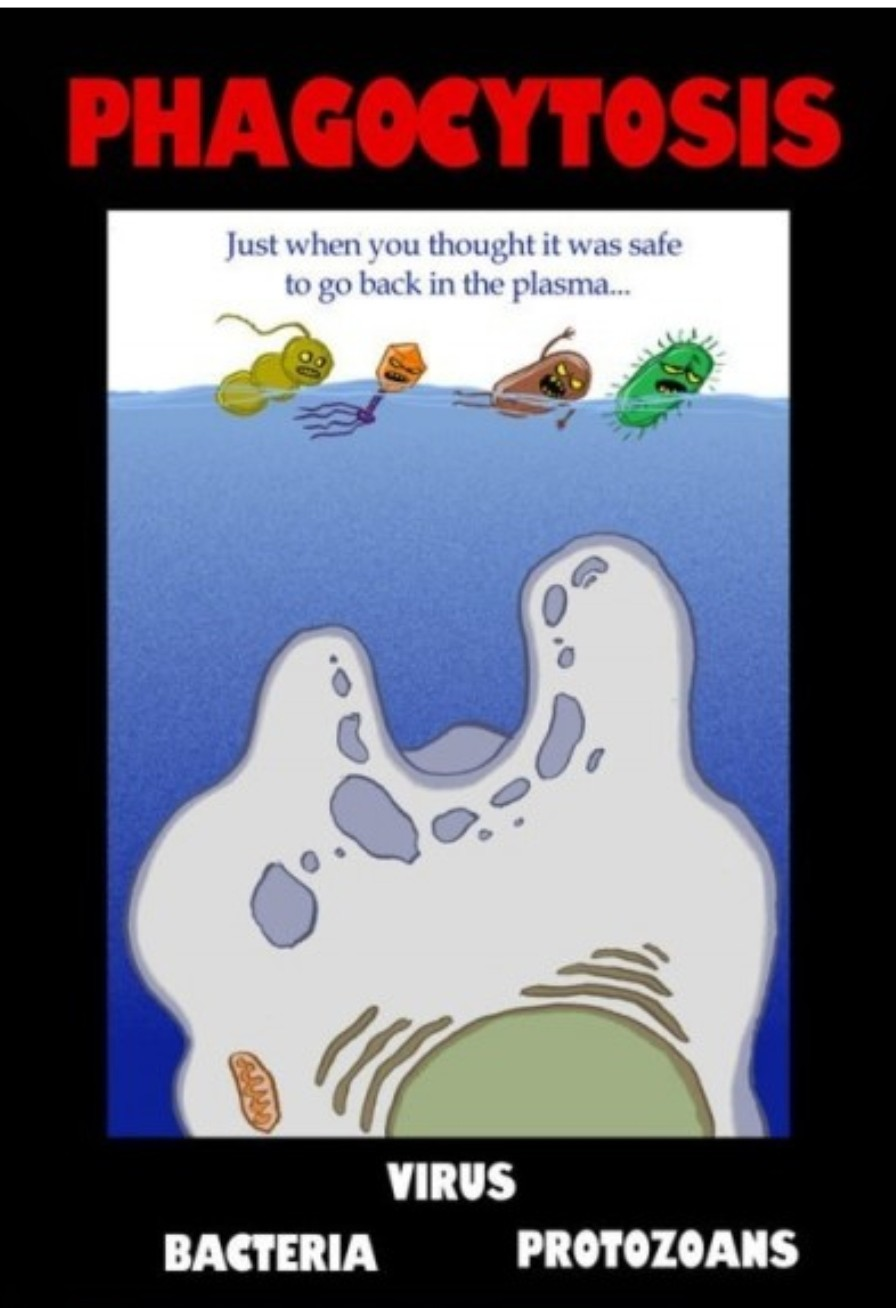 PHAGOCYTOSIS
Just when you thought it was safe
to go back in the plasma...
VIRUS
BACTERIA PROTOZOANS